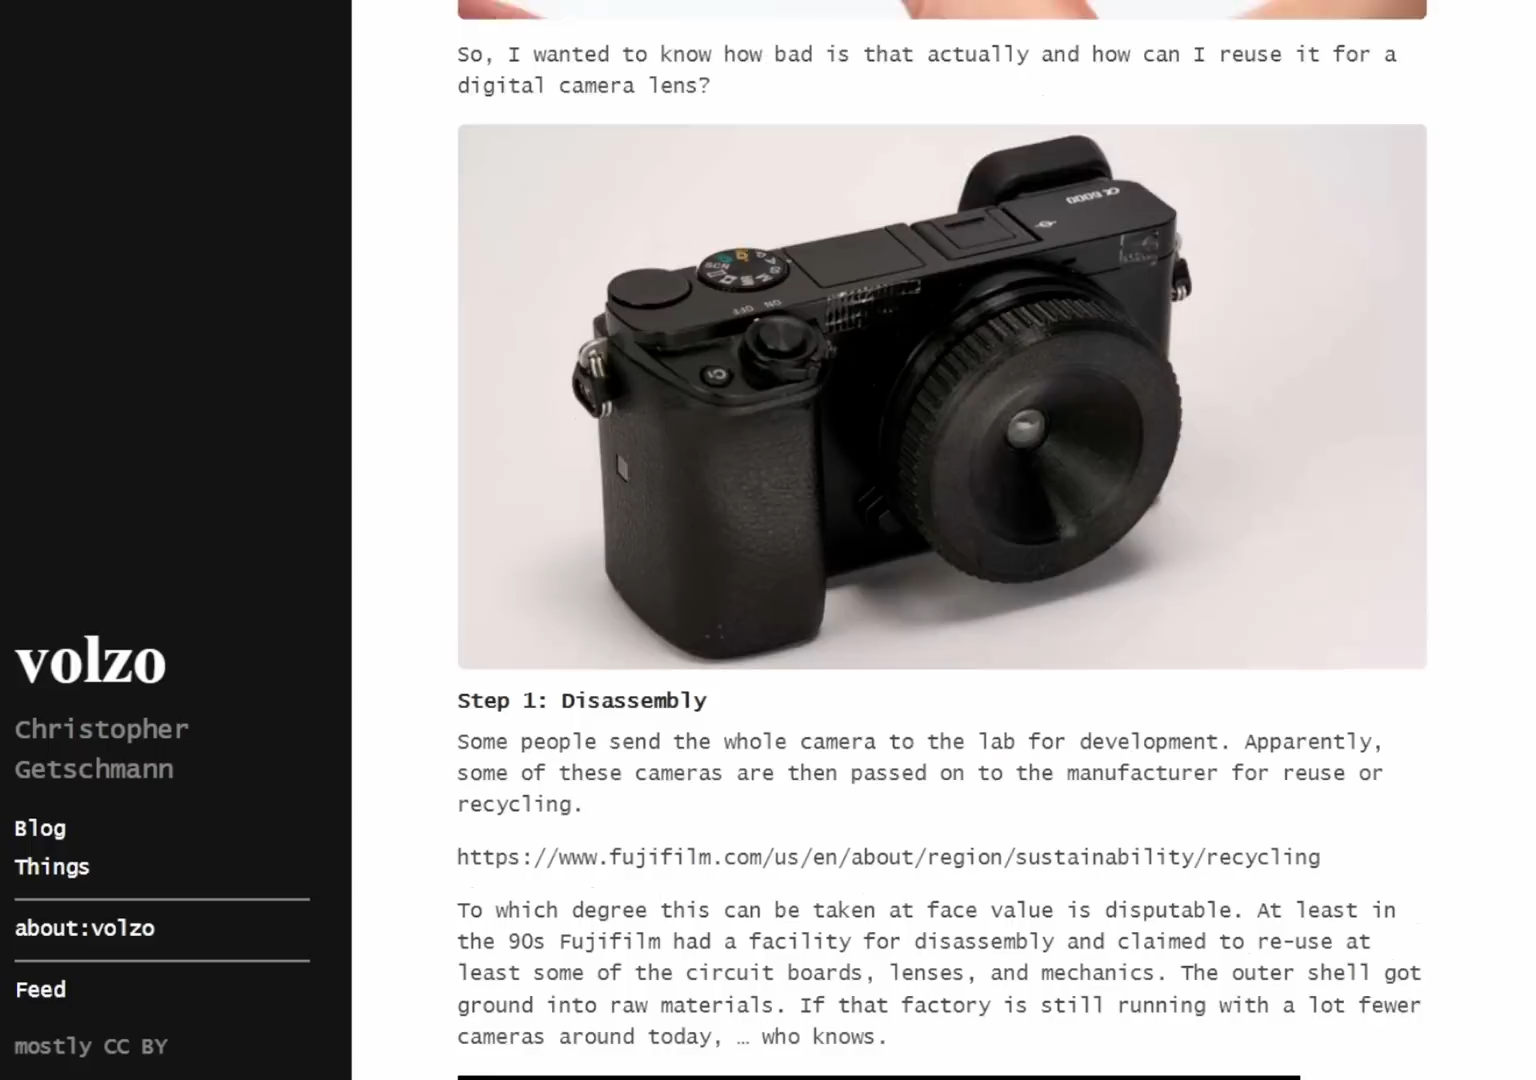 So, I wanted to know how bad is that actually and how can I reuse it for a
digital camera lens?
α6000
SCN
OFF ON
C1
Step 1: Disassembly
Some people send the whole camera to the lab for development. Apparently,
some of these cameras are then passed on to the manufacturer for reuse or
recycling.
https://www.fujifilm.com/us/en/about/region/sustainability/recycling
To which degree this can be taken at face value is disputable. At least in
the 90s Fujifilm had a facility for disassembly and claimed to re-use at
least some of the circuit boards, lenses, and mechanics. The outer shell got
ground into raw materials. If that factory is still running with a lot fewer
cameras around today, … who knows.
volzo
Christopher
Getschmann
Blog
Things
about:volzo
Feed
mostly CC BY